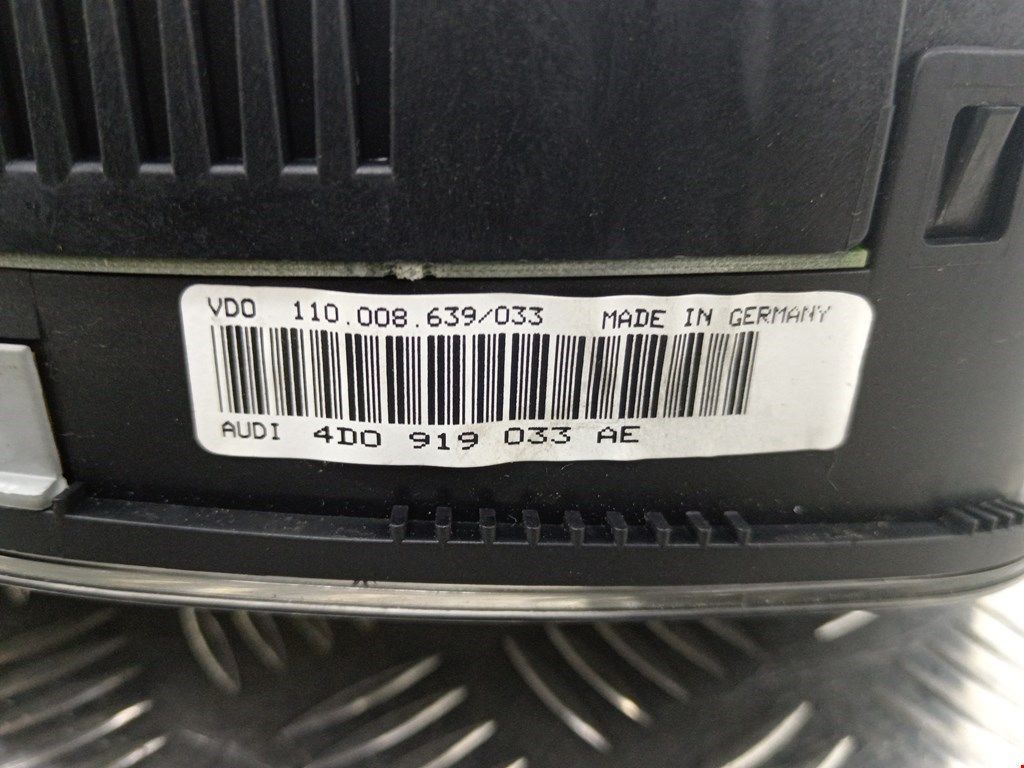 VDO 110.008.639/033 MADE IN GERMANY
AUDI 4D0 919 033 AE